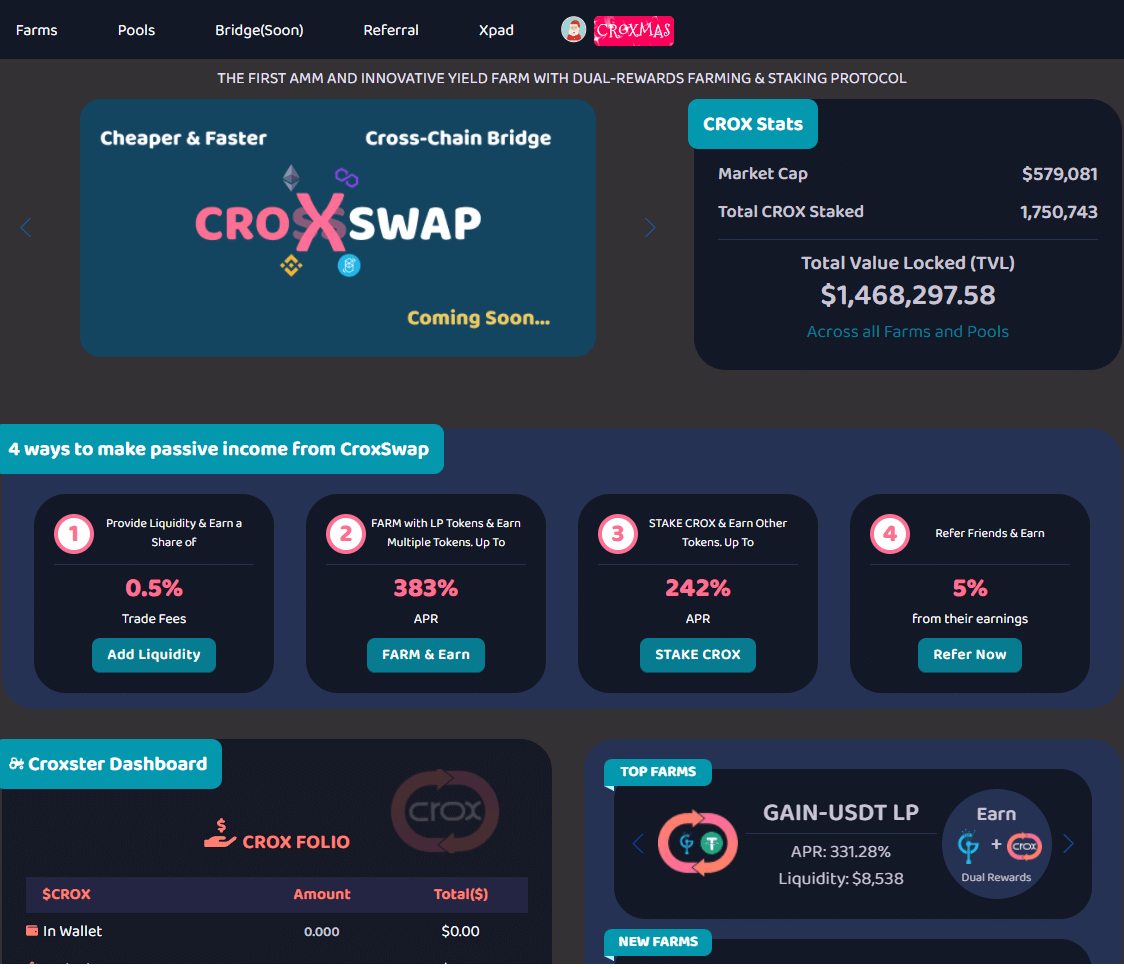 Farms
Pools
Bridge(Soon)
Referral
Xpad
CROXMAS
THE FIRST AMM AND INNOVATIVE YIELD FARM WITH DUAL-REWARDS FARMING & STAKING PROTOCOL
Cheaper & Faster
Cross-Chain Bridge
CROXSWAP
Coming Soon...
CROX Stats
Market Cap $579,081
Total CROX Staked 1,750,743
Total Value Locked (TVL)
$1,468,297.58
Across all Farms and Pools
4 ways to make passive income from CroxSwap
1
Provide Liquidity & Earn a
Share of
0.5%
Trade Fees
Add Liquidity
2
FARM with LP Tokens & Earn
Multiple Tokens. Up To
383%
APR
FARM & Earn
3
STAKE CROX & Earn Other
Tokens. Up To
242%
APR
STAKE CROX
4
Refer Friends & Earn
5%
from their earnings
Refer Now
Croxster Dashboard
crox
$
CROX FOLIO
$CROX Amount Total($)
In Wallet 0.000 $0.00
TOP FARMS
GAIN-USDT LP
APR: 331.28%
Liquidity: $8,538
Earn
+ crox
Dual Rewards
NEW FARMS